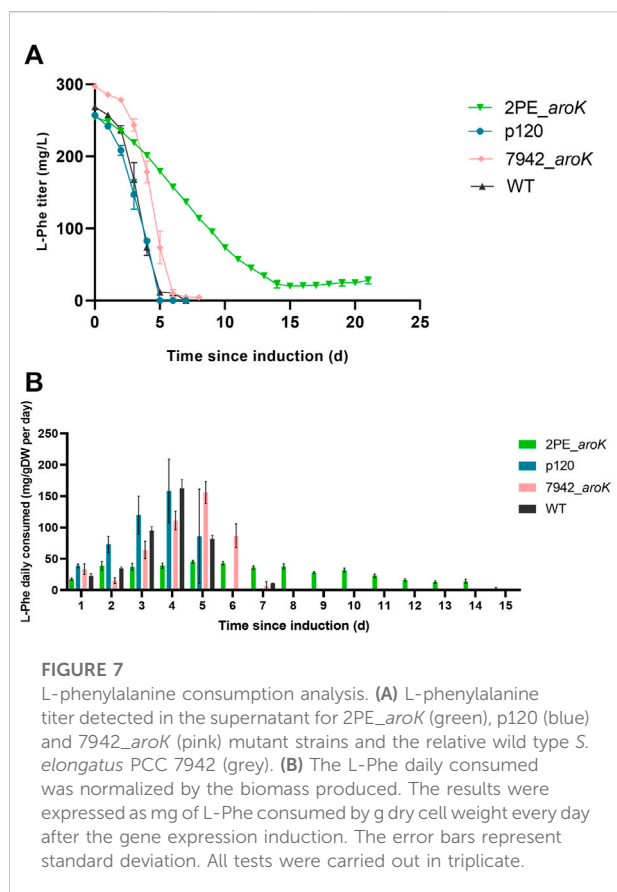 A
300
200
100
0
L-Phe titer (mg/L)
0 5 10 15 20 25
Time since induction (d)
2PE_aroK
p120
7942_aroK
WT
B
L-Phe daily consumed (mg/gDW per day)
250
200
150
100
50
0
1 2 3 4 5 6 7 8 9 10 11 12 13 14 15
Time since induction (d)
2PE_aroK
p120
7942_aroK
WT
FIGURE 7
L-phenylalanine consumption analysis. (A) L-phenylalanine
titer detected in the supernatant for 2PE_aroK (green), p120 (blue)
and 7942_aroK (pink) mutant strains and the relative wild type S.
elongatus PCC 7942 (grey). (B) The L-Phe daily consumed
was normalized by the biomass produced. The results were
expressed as mg of L-Phe consumed by g dry cell weight every day
after the gene expression induction. The error bars represent
standard deviation. All tests were carried out in triplicate.